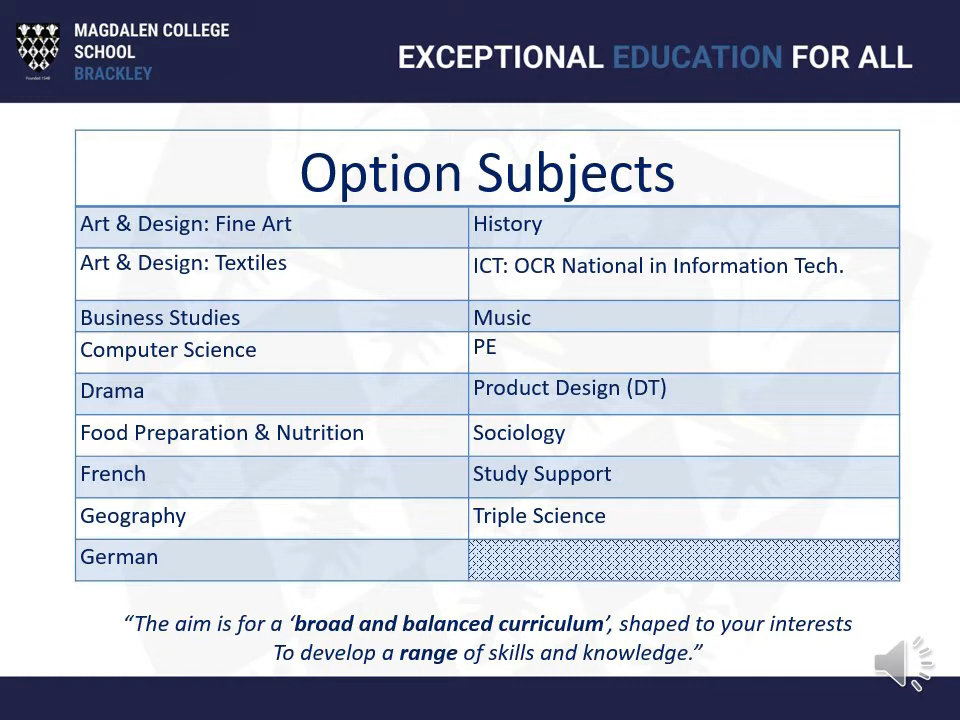 MAGDALEN COLLEGE
SCHOOL
BRACKLEY
EXCEPTIONAL EDUCATION FOR ALL
Option Subjects
Art & Design: Fine Art
History
Art & Design: Textiles
ICT: OCR National in Information Tech.
Business Studies
Music
Computer Science
PE
Drama
Product Design (DT)
Food Preparation & Nutrition
Sociology
French
Study Support
Geography
Triple Science
German
“The aim is for a ‘broad and balanced curriculum’, shaped to your interests
To develop a range of skills and knowledge.”